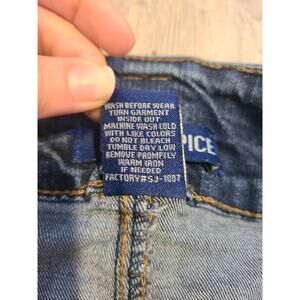 WASH BEFORE WEAR
TURN GARMENT
INSIDE OUT
MACHINE WASH COLD
WITH LIKE COLORS
DO NOT BLEACH
TUMBLE DRY LOW
REMOVE PROMPTLY
WARM IRON
IF NEEDED
FACTORY#SJ-1007
PICE